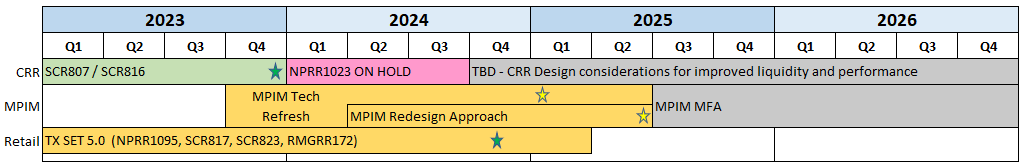 2023 2024 2025 2026
Q1 Q2 Q3 Q4 Q1 Q2 Q3 Q4 Q1 Q2 Q3 Q4 Q1 Q2 Q3 Q4
CRR SCR807 / SCR816 NPRR1023 ON HOLD TBD - CRR Design considerations for improved liquidity and performance
MPIM MPIM Tech
Refresh MPIM Redesign Approach MPIM MFA
Retail TX SET 5.0 (NPRR1095, SCR817, SCR823, RMGRR172)